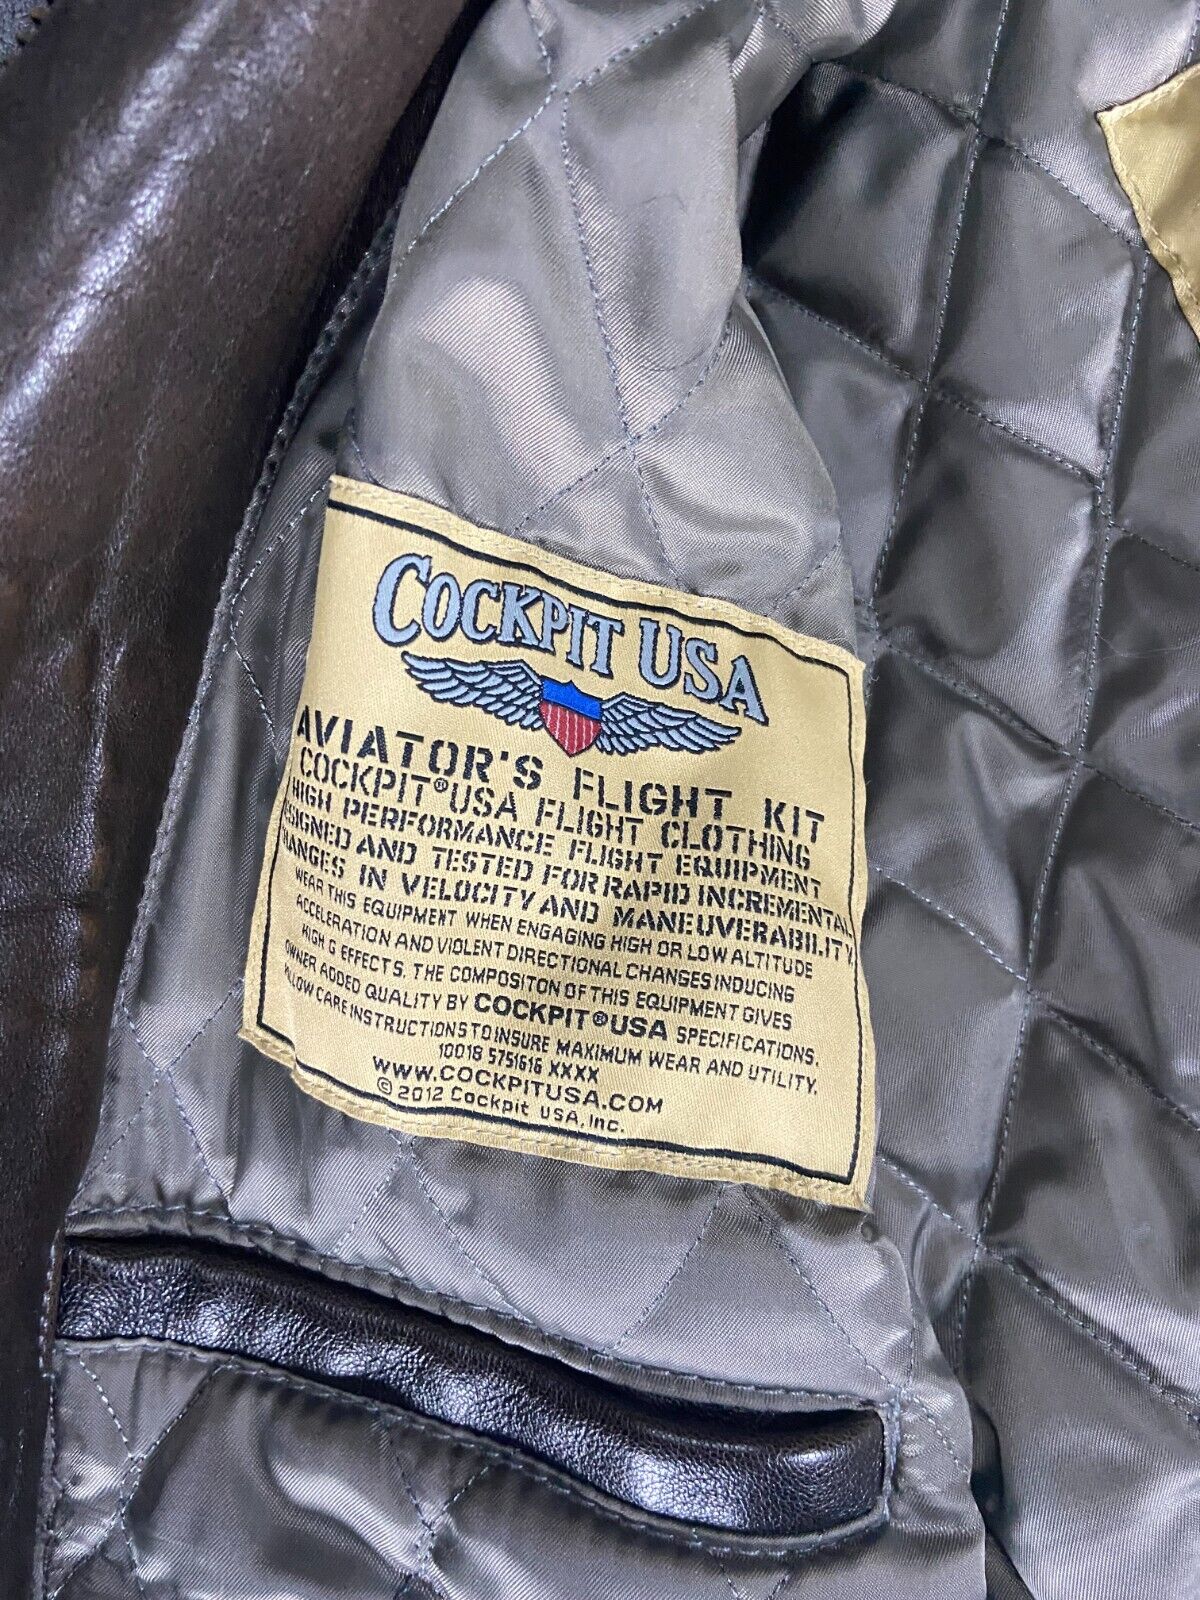 COCKPIT USA
AVIATOR'S FLIGHT KIT
COCKPIT® USA FLIGHT CLOTHING
HIGH PERFORMANCE FLIGHT EQUIPMENT
DESIGNED AND TESTED FOR RAPID INCREMENTAL
CHANGES IN VELOCITY AND MANEUVERABILITY.
WEAR THIS EQUIPMENT WHEN ENGAGING HIGH OR LOW ALTITUDE
ACCELERATION AND VIOLENT DIRECTIONAL CHANGES INDUCING
HIGH G EFFECTS. THE COMPOSITON OF THIS EQUIPMENT GIVES
OWNER ADDED QUALITY BY COCKPIT® USA SPECIFICATIONS.
FOLLOW CARE INSTRUCTIONS TO INSURE MAXIMUM WEAR AND UTILITY.
10018 5751616 XXXX
WWW.COCKPITUSA.COM
© 2012 Cockpit USA, Inc.